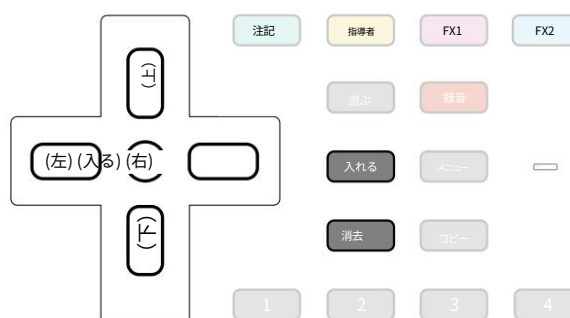 注記
指導者
FX1
FX2
(上)
選ぶ
録音
(左) (入る) (右)
入れる
メニュー
(下)
消去
コピー
1
2
3
4